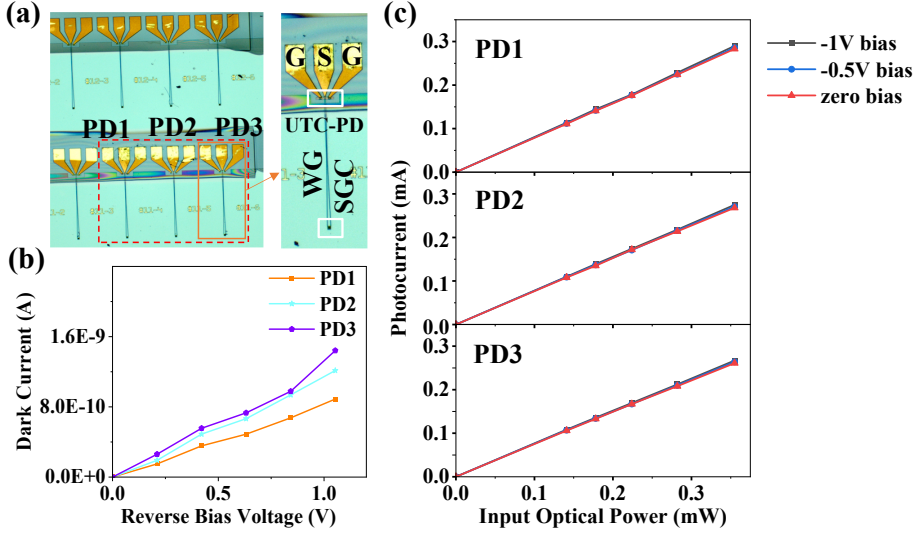 (a)
G S G
UTC-PD
WG
SGC
PD1 PD2 PD3
(b)
Dark Current (A)
1.6E-9
8.0E-10
0.0E+0
0.0 0.5 1.0
Reverse Bias Voltage (V)
PD1
PD2
PD3
(c)
Photocurrent (mA)
PD1
0.3
0.2
0.1
0.0
PD2
0.3
0.2
0.1
0.0
PD3
0.3
0.2
0.1
0.0
0.0 0.1 0.2 0.3
Input Optical Power (mW)
-1V bias
-0.5V bias
zero bias